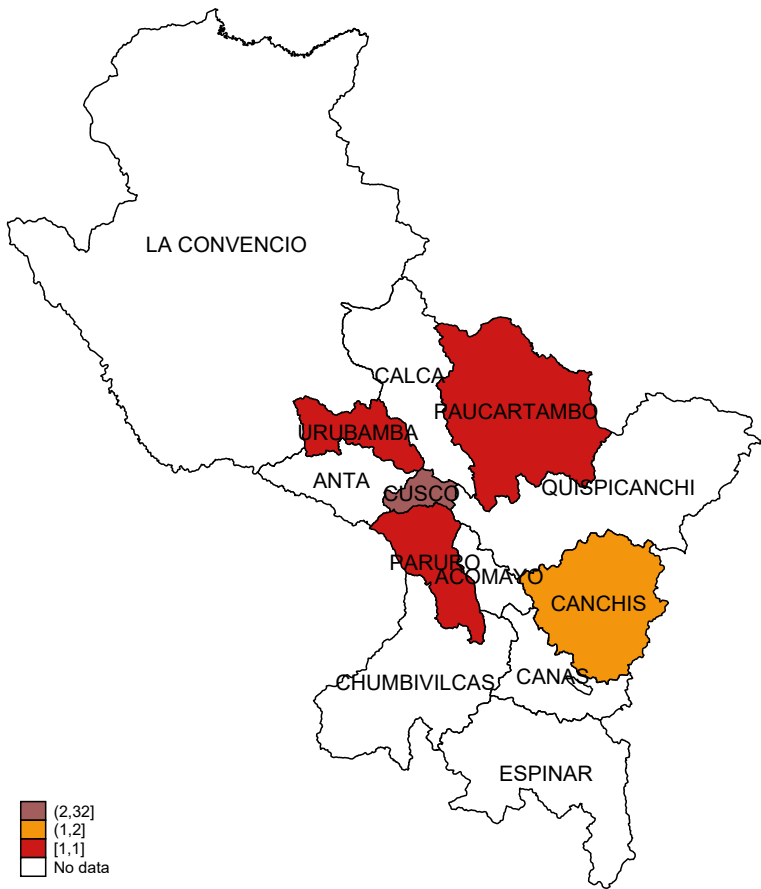 LA CONVENCIO
CALCA
PAUCARTAMBO
URUBAMBA
ANTA
CUSCO
QUISPICANCHI
PARURO
ACOMAYO
CANCHIS
CHUMBIVILCAS
CANAS
ESPINAR
(2,32]
(1,2]
[1,1]
No data